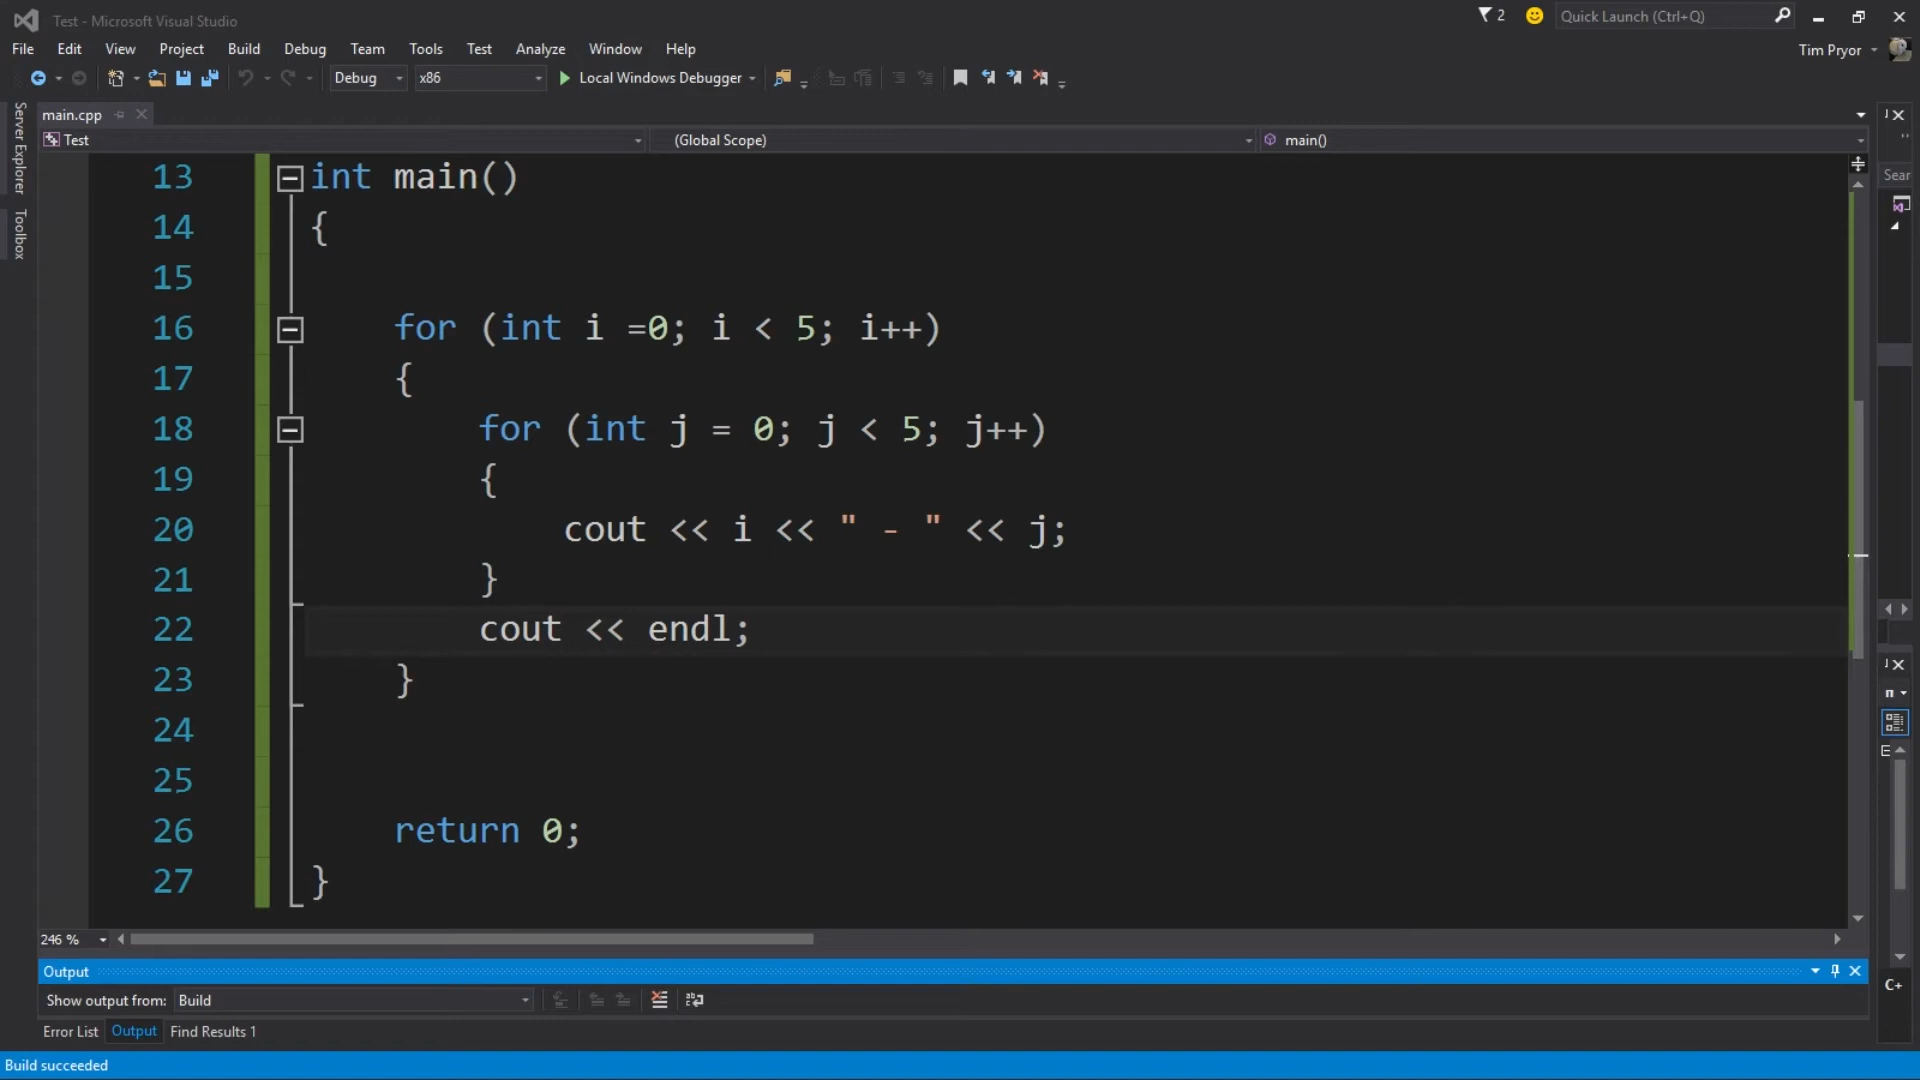 Test - Microsoft Visual Studio
2
Quick Launch (Ctrl+Q)
File Edit View Project Build Debug Team Tools Test Analyze Window Help
Tim Pryor
Debug x86 Local Windows Debugger
Server Explorer
Toolbox
main.cpp
Test (Global Scope) main()
Sear
13 int main()
14 {
15
16 for (int i =0; i < 5; i++)
17 {
18 for (int j = 0; j < 5; j++)
19 {
20 cout << i << " - " << j;
21 }
22 cout << endl;
23 }
24
25
26 return 0;
27 }
246 %
Output
Show output from: Build
C+
Error List Output Find Results 1
Build succeeded